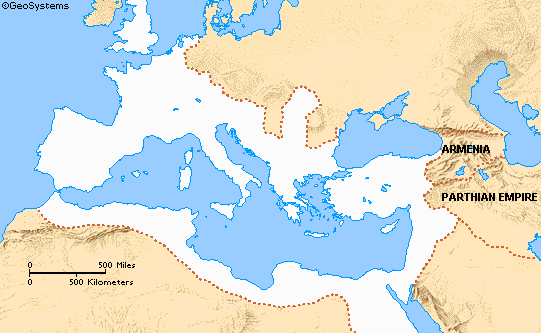 ©GeoSystems
ARMENIA
PARTHIAN EMPIRE
0 500 Miles
0 500 Kilometers